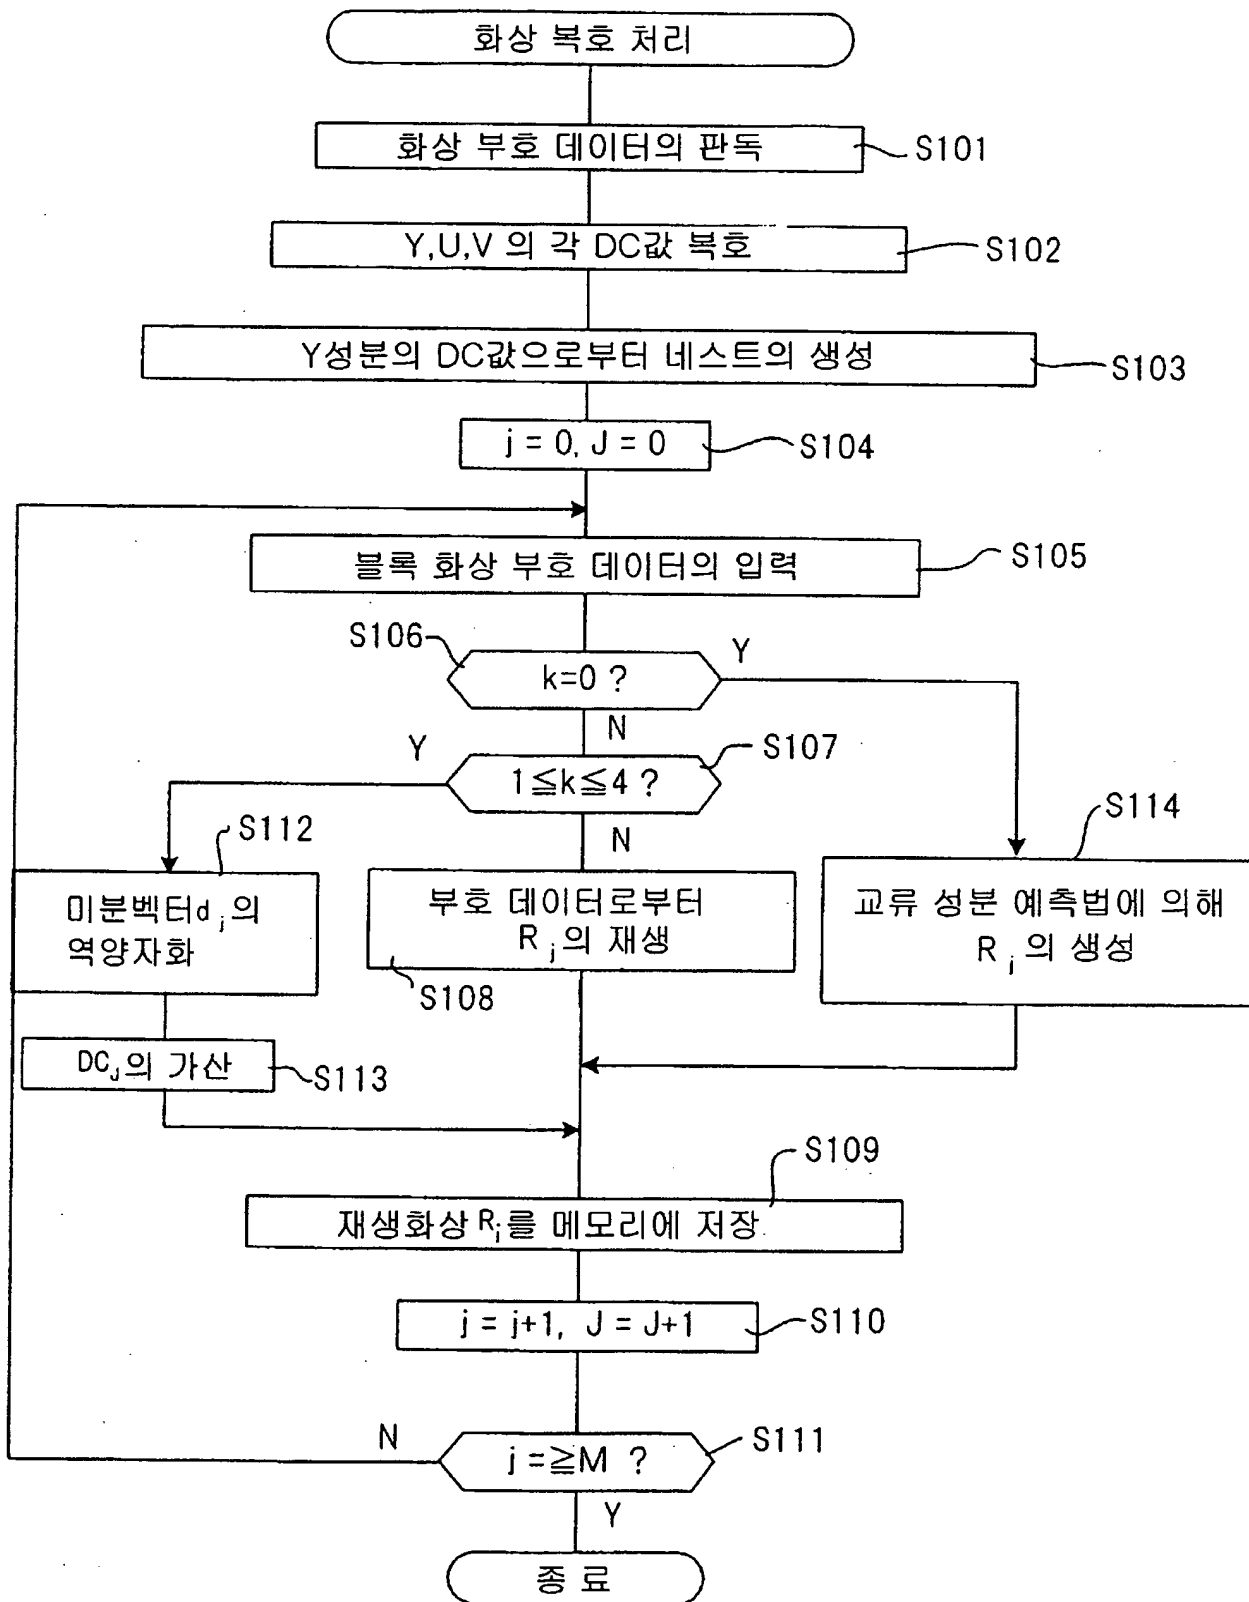 화상 복호 처리
화상 부호 데이터의 판독
S101
Y,U,V 의 각 DC값 복호
S102
Y성분의 DC값으로부터 네스트의 생성
S103
j = 0, J = 0
S104
블록 화상 부호 데이터의 입력
S105
S106
k=0 ?
Y
N
Y
1≦k≦4 ?
S107
N
S112
미분벡터dⱼ의
역양자화
부호 데이터로부터
Rⱼ의 재생
S108
S114
교류 성분 예측법에 의해
Rⱼ의 생성
DCJ의 가산
S113
S109
재생화상 Rⱼ를 메모리에 저장
j = j+1, J = J+1
S110
N
j =≧M ?
S111
Y
종 료